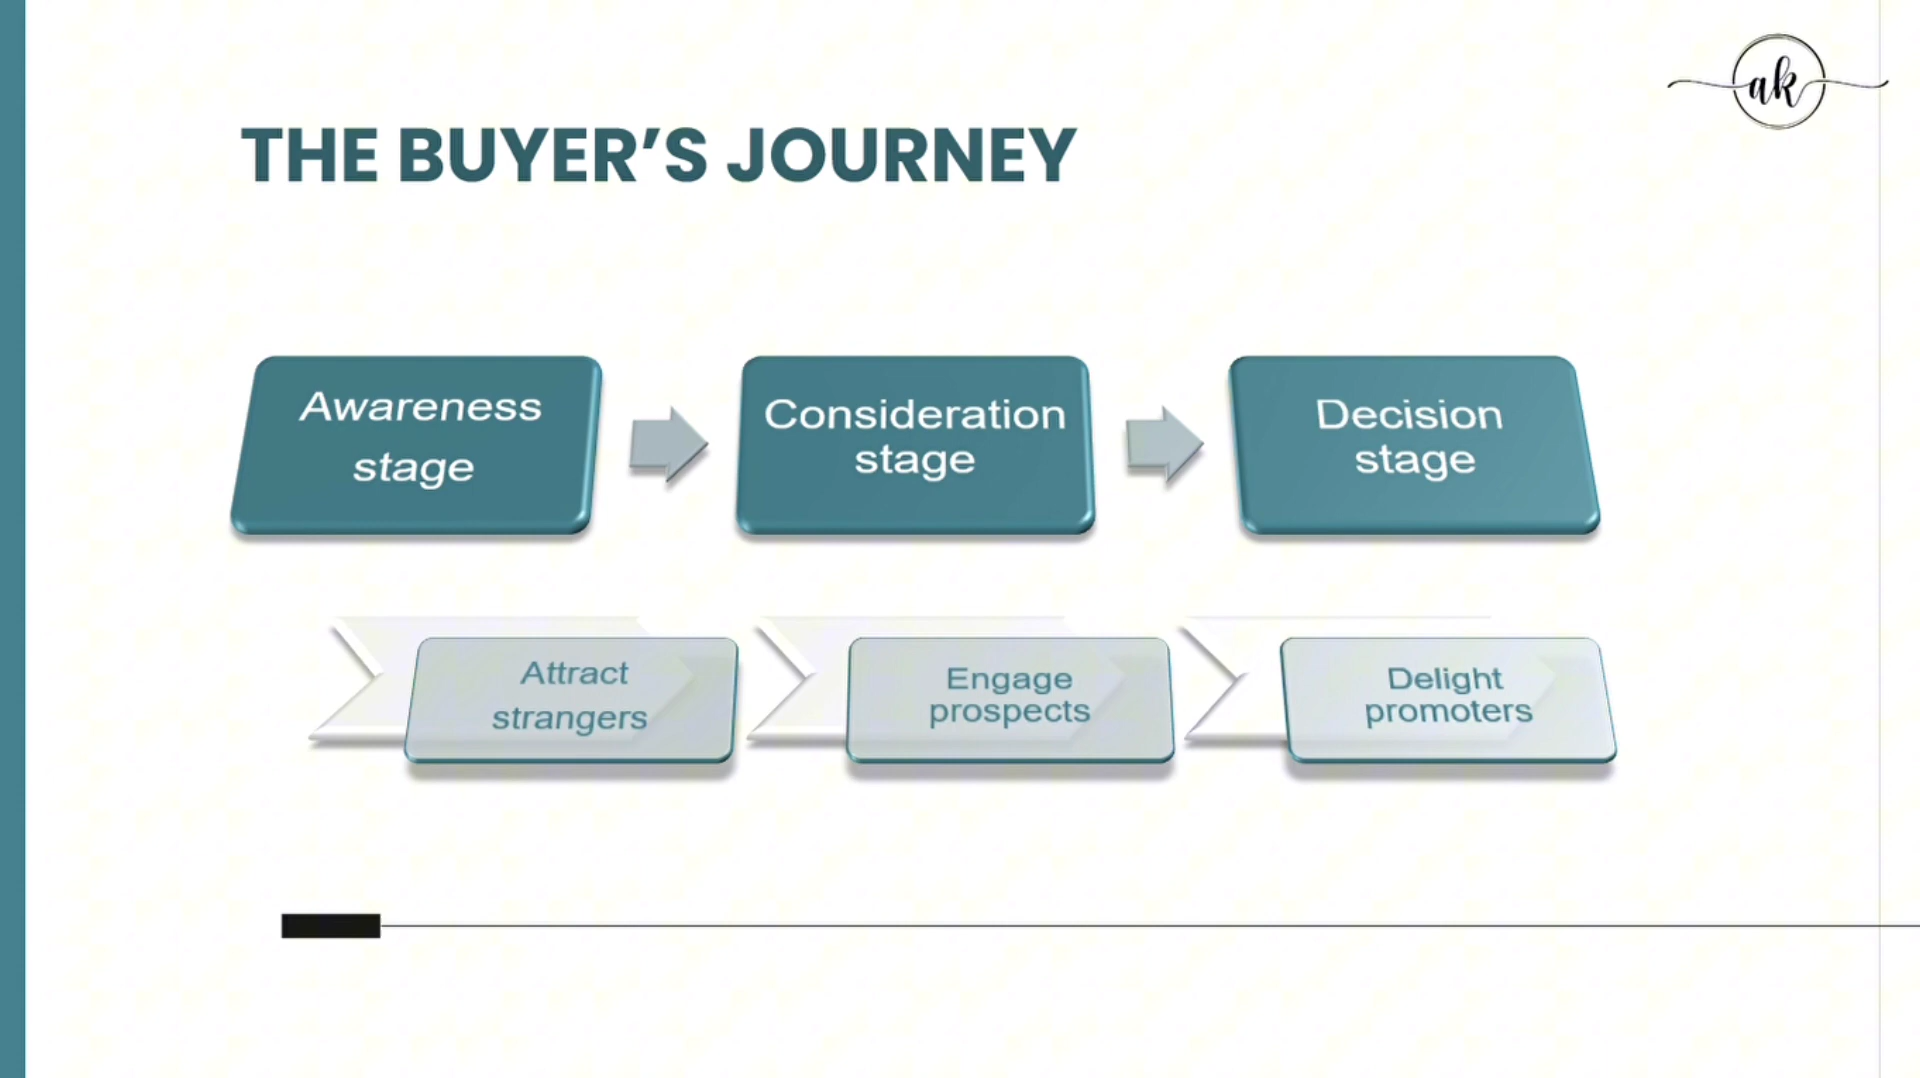 ak
THE BUYER’S JOURNEY
Awareness
stage
Consideration
stage
Decision
stage
Attract
strangers
Engage
prospects
Delight
promoters